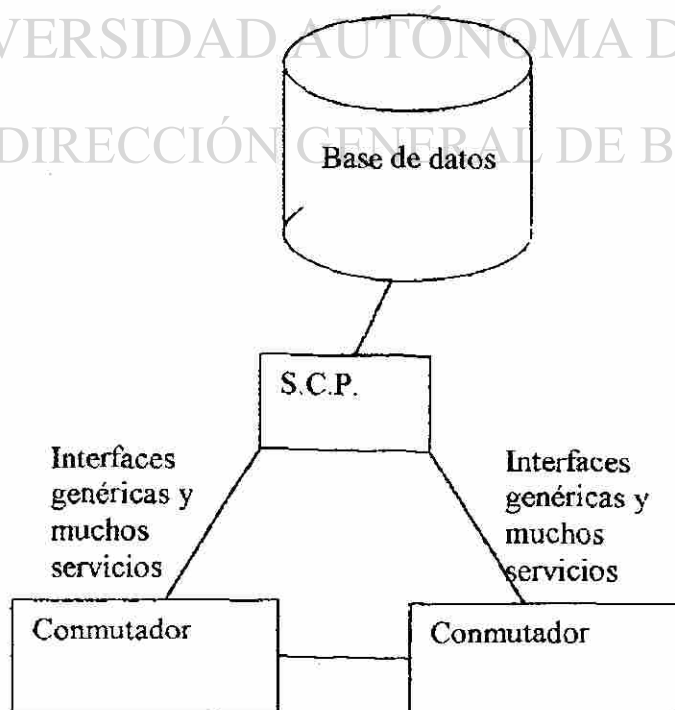 VERSIDAD AUTÓNOMA D
DIRECCIÓN GENERAL DE B
Base de datos
S.C.P.
Interfaces
genéricas y
muchos
servicios
Interfaces
genéricas y
muchos
servicios
Conmutador
Conmutador